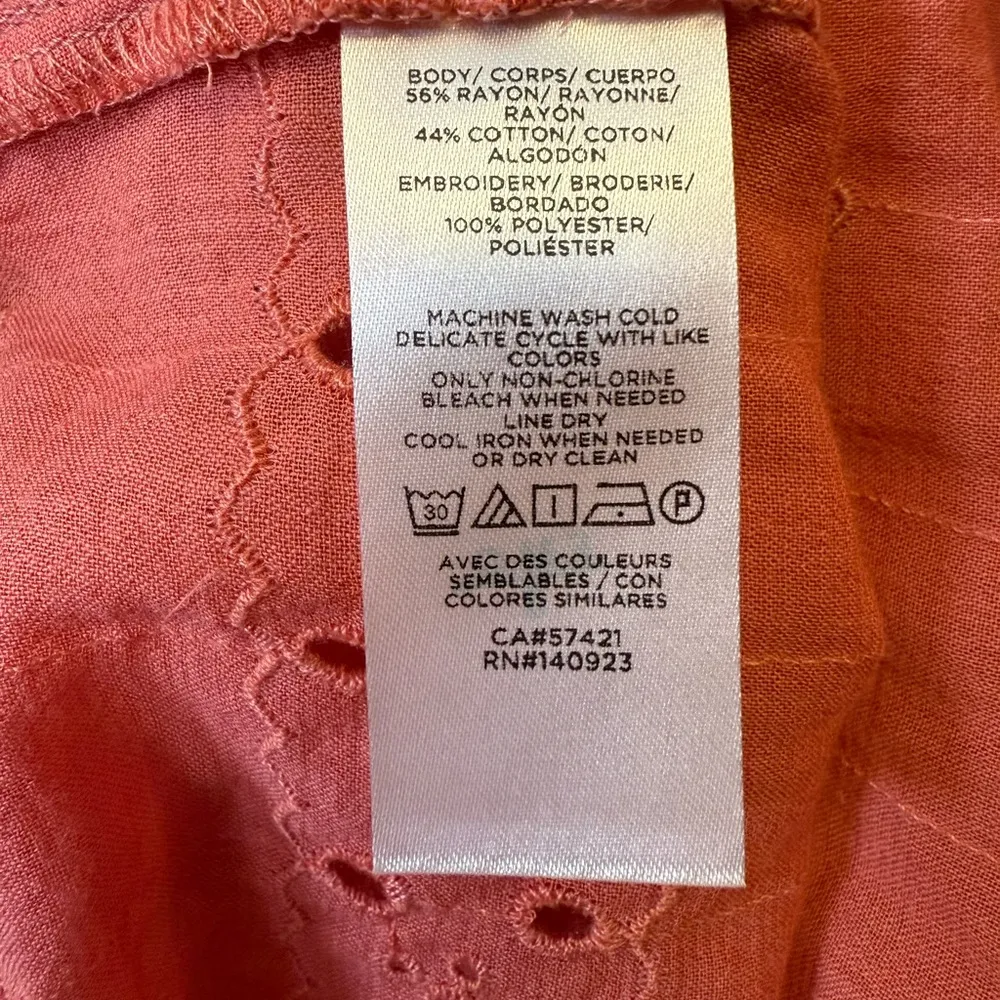 BODY/ CORPS/ CUERPO
56% RAYON/ RAYONNE/
RAYÓN
44% COTTON/ COTON/
ALGODÓN
EMBROIDERY/ BRODERIE/
BORDADO
100% POLYESTER/
POLIÉSTER
MACHINE WASH COLD
DELICATE CYCLE WITH LIKE
COLORS
ONLY NON-CHLORINE
BLEACH WHEN NEEDED
LINE DRY
COOL IRON WHEN NEEDED
OR DRY CLEAN
30 P
AVEC DES COULEURS
SEMBLABLES / CON
COLORES SIMILARES
CA#57421
RN#140923